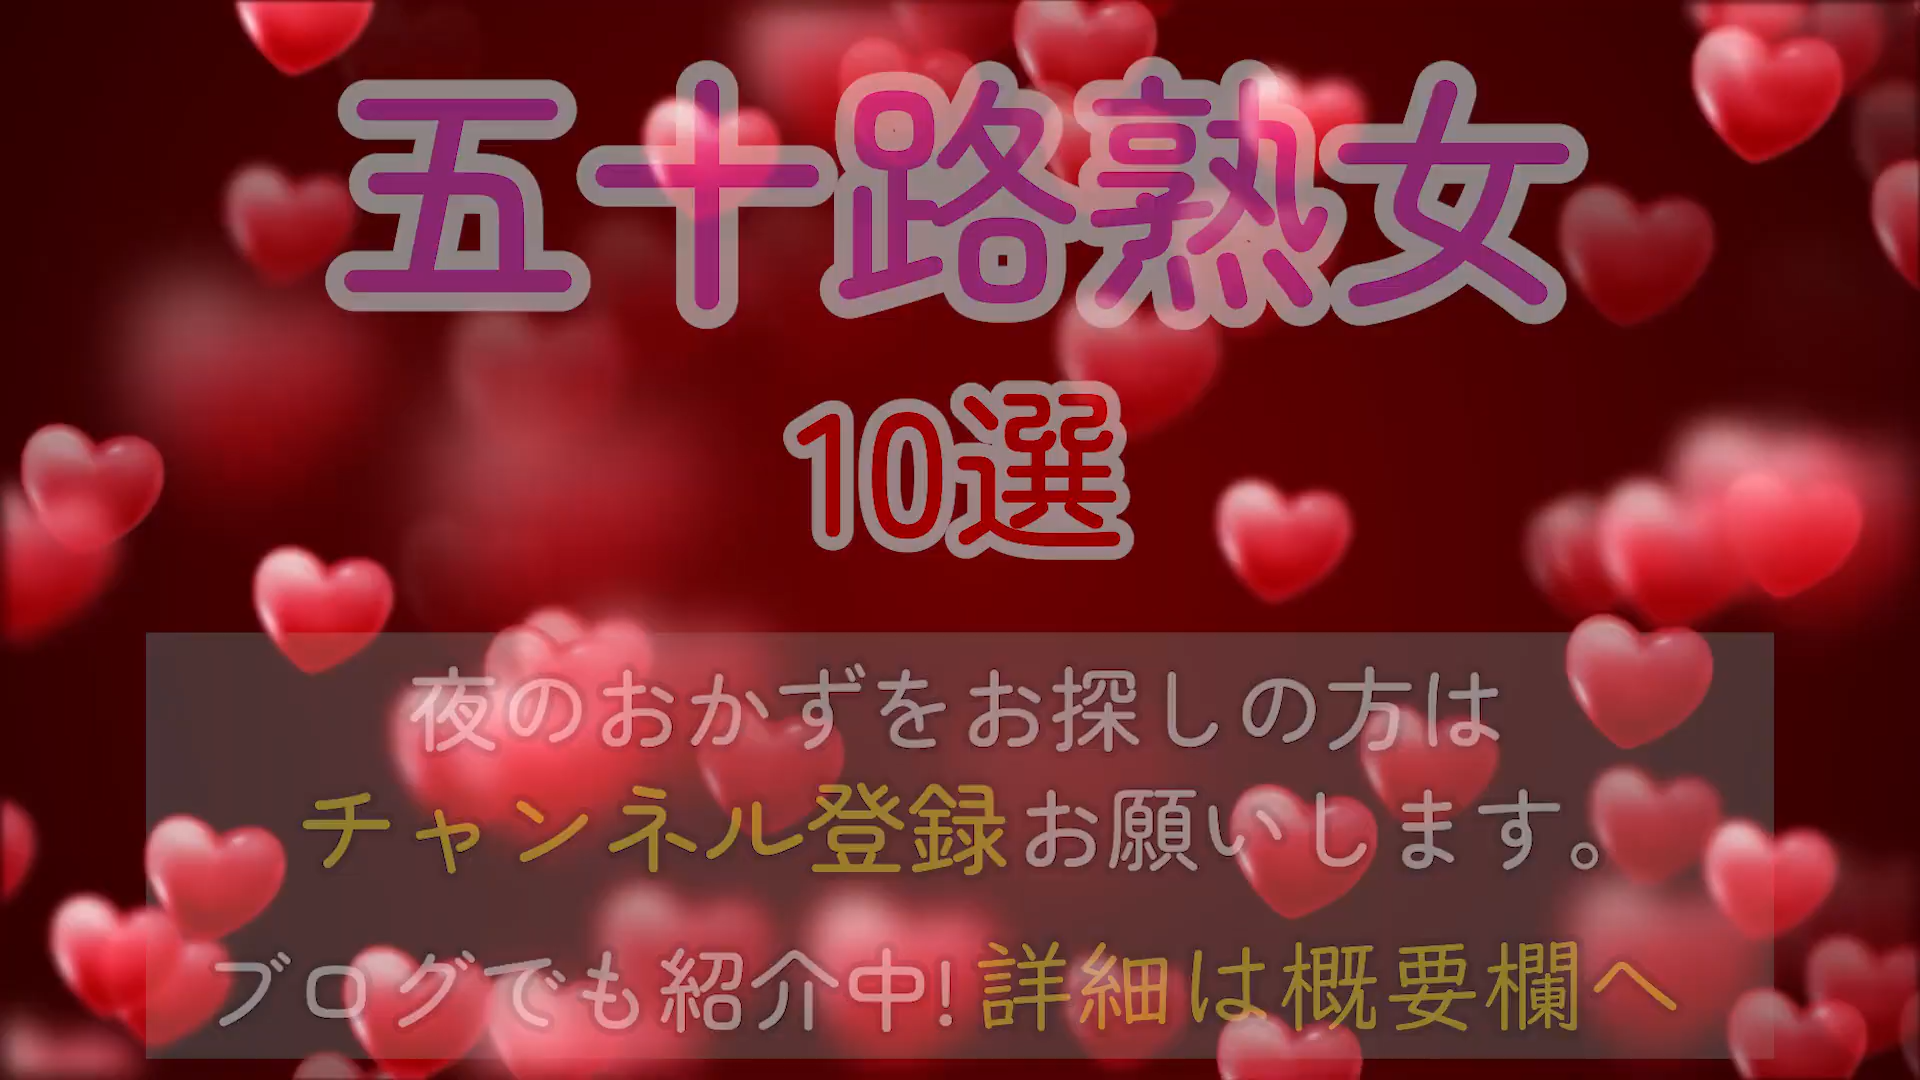 五十路熟女
10選
夜のおかずをお探しの方は
チャンネル登録お願いします。
ブログでも紹介中!詳細は概要欄へ